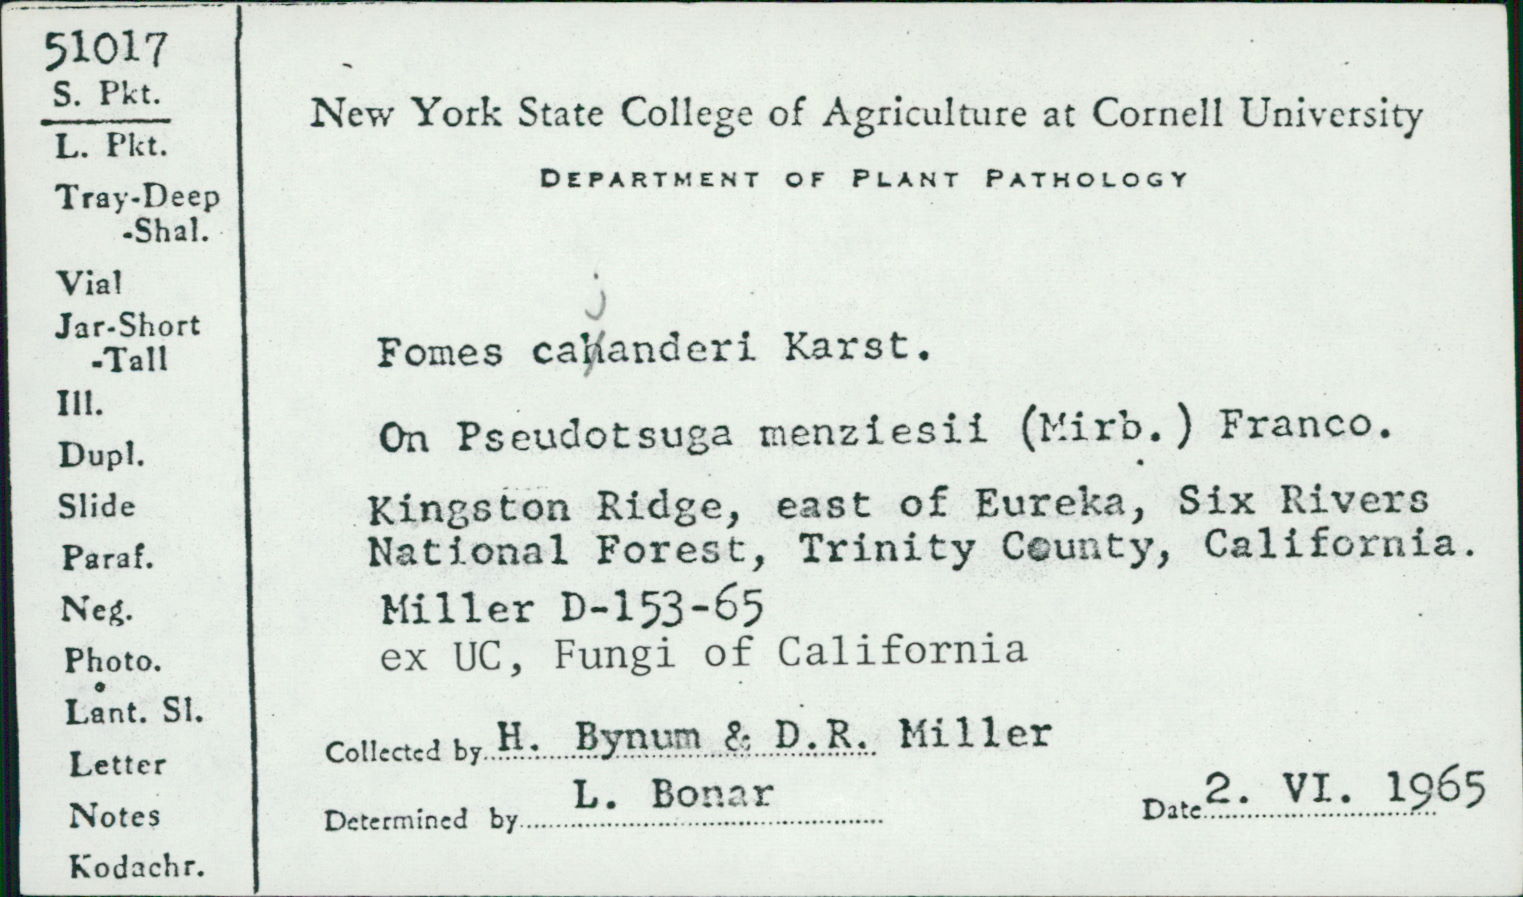 51017
S. Pkt.
L. Pkt.
Tray-Deep
-Shal.
Vial
Jar-Short
-Tall
Ill.
Dupl.
Slide
Paraf.
Neg.
Photo.
Lant. Sl.
Letter
Notes
Kodachr.
New York State College of Agriculture at Cornell University
DEPARTMENT OF PLANT PATHOLOGY
Fomes cajanderi Karst.
On Pseudotsuga menziesii (Mirb.) Franco.
Kingston Ridge, east of Eureka, Six Rivers
National Forest, Trinity County, California.
Miller D-153-65
ex UC, Fungi of California
Collected by H. Bynum & D.R. Miller
Determined by L. Bonar
Date 2. VI. 1965